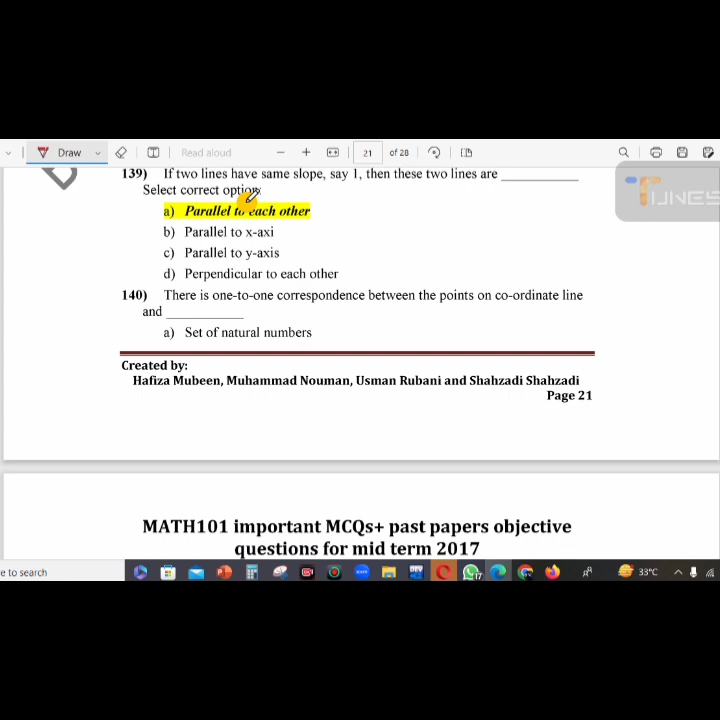 Draw
Read aloud
21
of 28
139) If two lines have same slope, say 1, then these two lines are ___________
Select correct option:
a) Parallel to each other
b) Parallel to x-axi
c) Parallel to y-axis
d) Perpendicular to each other
140) There is one-to-one correspondence between the points on co-ordinate line
and ___________
a) Set of natural numbers
Created by:
Hafiza Mubeen, Muhammad Nouman, Usman Rubani and Shahzadi Shahzadi
Page 21
MATH101 important MCQs+ past papers objective
questions for mid term 2017
e to search
17
33°C